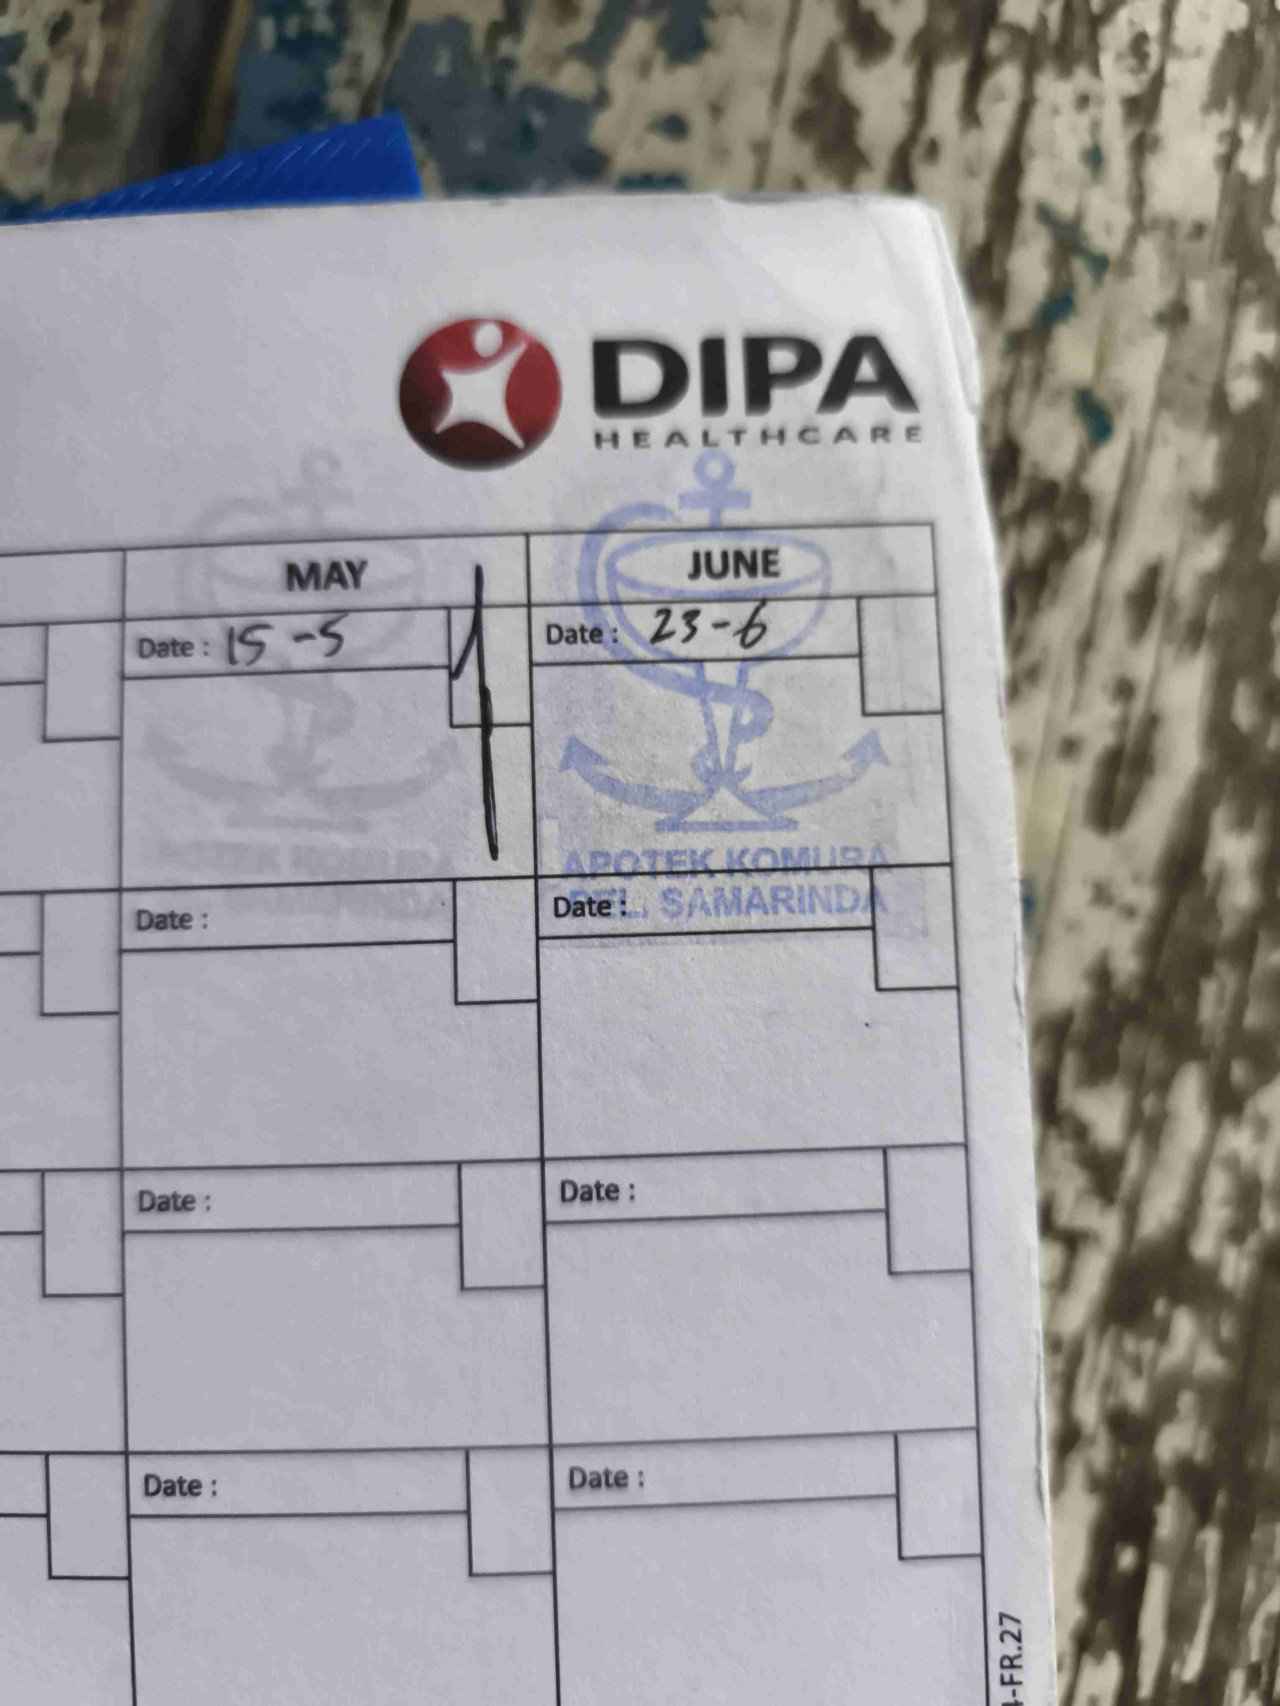 DIPA
HEALTHCARE
MAY
JUNE
Date : 15-5
Date : 23-6
APOTEK KOMURA
PEL. SAMARINDA
Date :
Date :
Date :
Date :
Date :
Date :
-FR.27